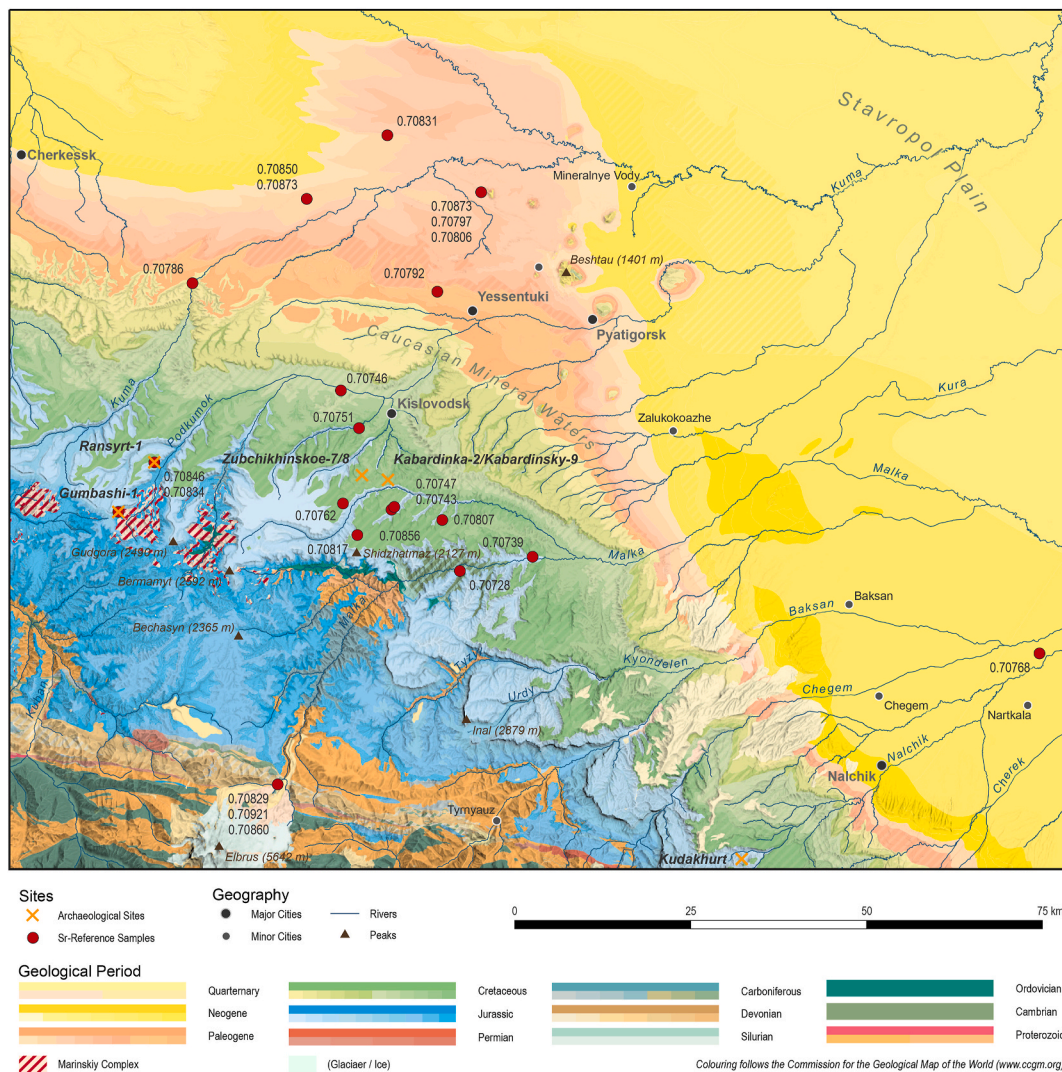 Stavropol Plain
0.70831
Cherkessk
0.70850
0.70873
Mineralnye Vody
Kuma
0.70873
0.70797
0.70806
Beshtau (1401 m)
0.70786
0.70792
Yessentuki
Pyatigorsk
Caucasian Mineral Waters
Kuma
0.70746
Kura
Podkumok
0.70751
Kislovodsk
Zalukokoazhe
Ransyrt-1
Zubchikhinskoe-7/8
Kabardinka-2/Kabardinsky-9
Malka
0.70846
0.70834
0.70747
0.70743
Gumbashi-1
0.70762
0.70807
0.70856
Gudgora (2490 m)
0.70817
Shidzhatmaz (2127 m)
0.70739
Malka
Bermamyt (2592 m)
0.70728
Malka
Baksan
Baksan
Bechasyn (2365 m)
Tyzyl
Kyondelen
0.70768
Kuban
Urdy
Chegem
Chegem
Nartkala
Inal (2879 m)
Nalchik
Nalchik
Cherek
0.70829
0.70921
0.70860
Tyrnyauz
Elbrus (5642 m)
Kudakhurt
Sites
Archaeological Sites
Sr-Reference Samples
Geography
Major Cities
Rivers
Minor Cities
Peaks
0 25 50 75 km
Geological Period
Quaternary
Neogene
Paleogene
Marinskiy Complex
Cretaceous
Jurassic
Permian
(Glaciaer / Ice)
Carboniferous
Devonian
Silurian
Ordovician
Cambrian
Proterozoic
Colouring follows the Commission for the Geological Map of the World (www.ccgm.org)